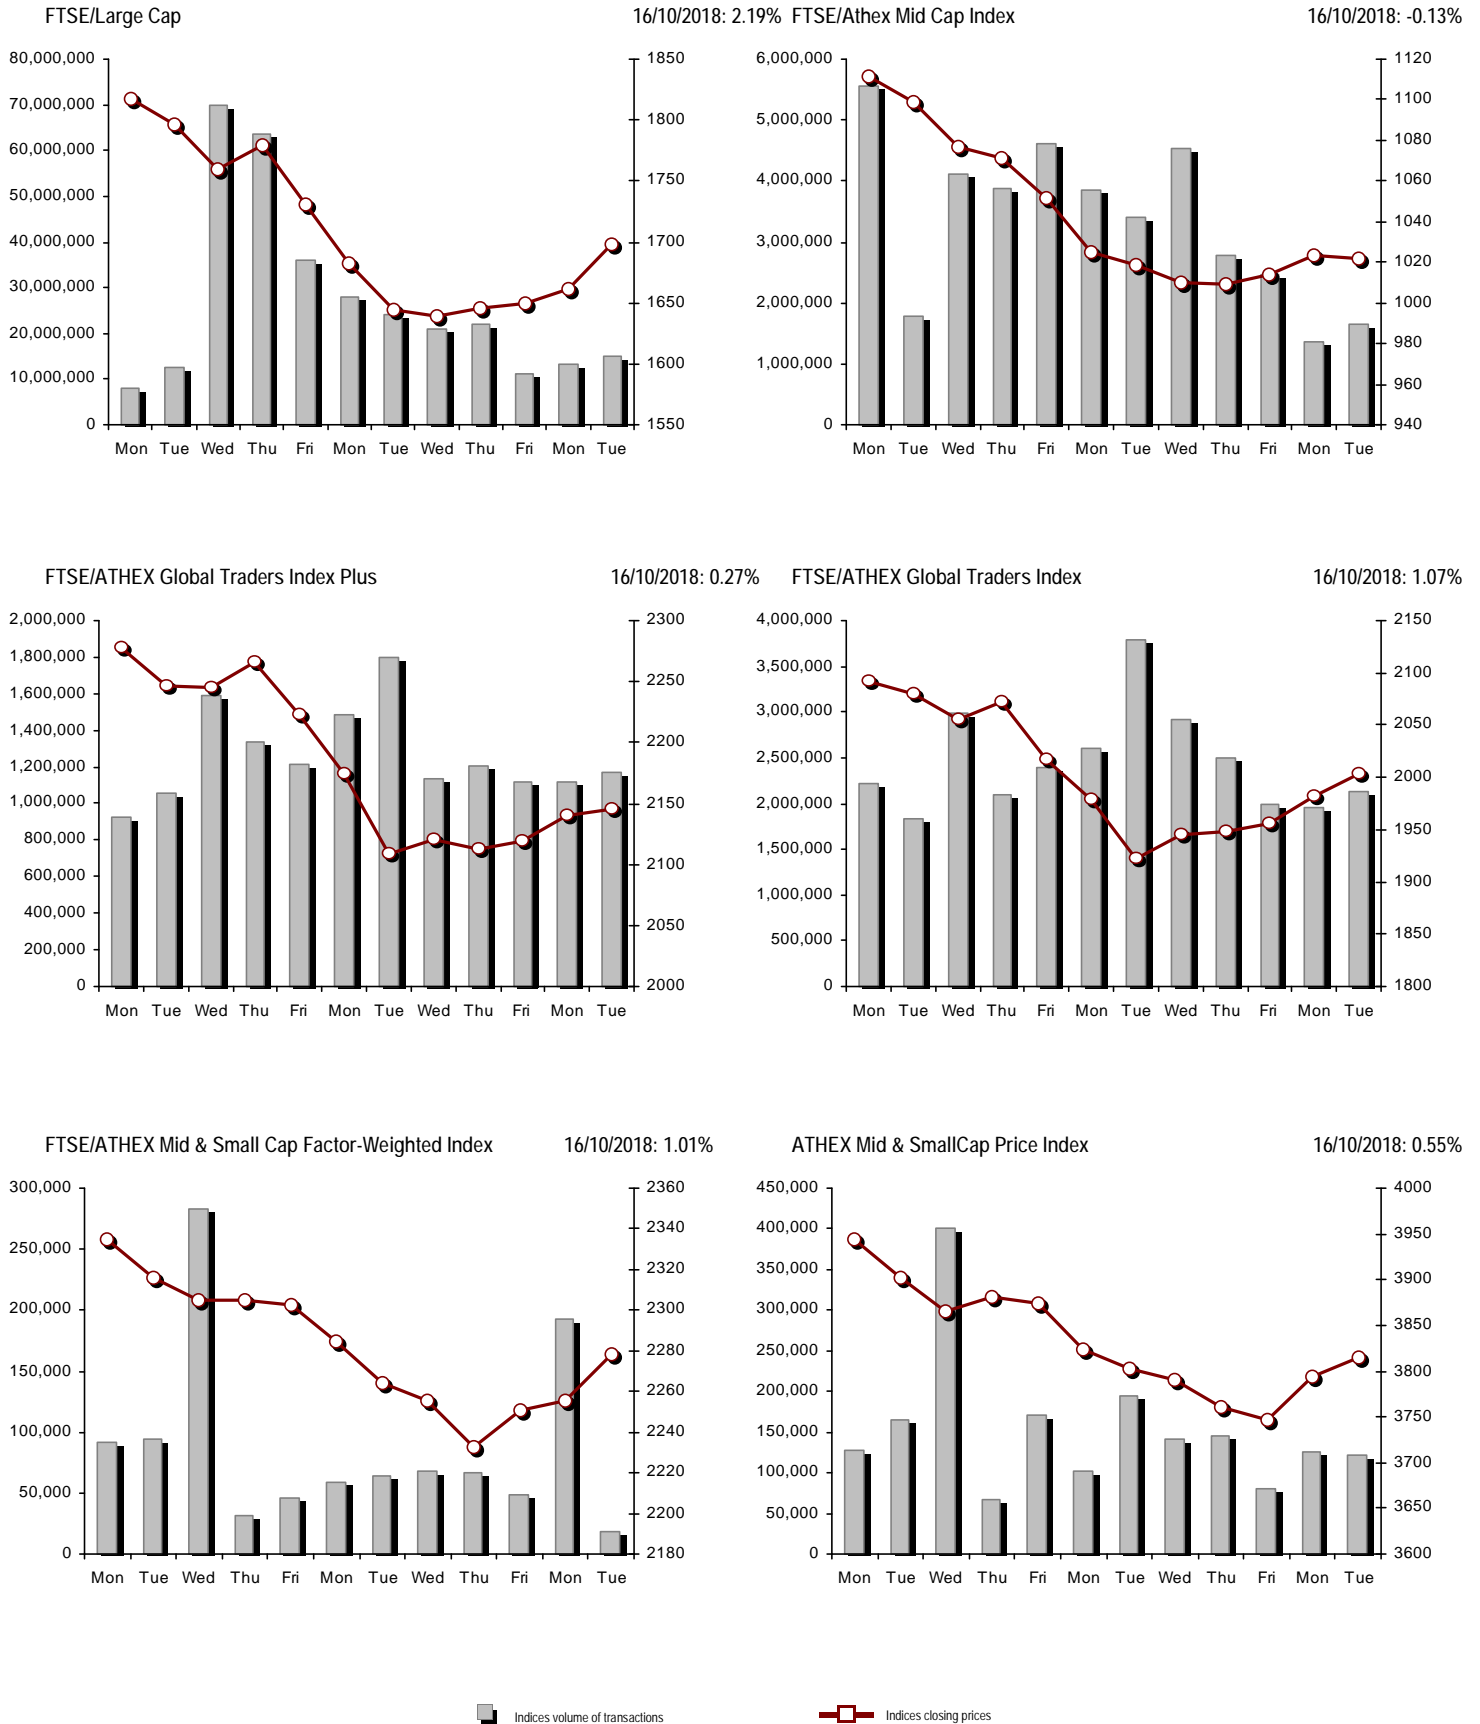 FTSE/Large Cap 16/10/2018: 2.19% FTSE/Athex Mid Cap Index 16/10/2018: -0.13%
80,000,000 1850 6,000,000 1120
70,000,000 1800 5,000,000 1100
60,000,000 1750 4,000,000 1080
50,000,000 1700 3,000,000 1060
40,000,000 1650 2,000,000 1040
30,000,000 1600 1,000,000 1020
20,000,000 1550 0 1000
10,000,000 980
0 960
940
Mon Tue Wed Thu Fri Mon Tue Wed Thu Fri Mon Tue Mon Tue Wed Thu Fri Mon Tue Wed Thu Fri Mon Tue
FTSE/ATHEX Global Traders Index Plus 16/10/2018: 0.27% FTSE/ATHEX Global Traders Index 16/10/2018: 1.07%
2,000,000 2300 4,000,000 2150
1,800,000 2250 3,500,000 2100
1,600,000 2200 3,000,000 2050
1,400,000 2150 2,500,000 2000
1,200,000 2100 2,000,000 1950
1,000,000 2050 1,500,000 1900
800,000 2000 1,000,000 1850
600,000 500,000 1800
400,000 0
200,000
0
Mon Tue Wed Thu Fri Mon Tue Wed Thu Fri Mon Tue Mon Tue Wed Thu Fri Mon Tue Wed Thu Fri Mon Tue
FTSE/ATHEX Mid & Small Cap Factor-Weighted Index 16/10/2018: 1.01% ATHEX Mid & SmallCap Price Index 16/10/2018: 0.55%
300,000 2360 450,000 4000
250,000 2340 400,000 3950
200,000 2320 350,000 3900
150,000 2300 300,000 3850
100,000 2280 250,000 3800
50,000 2260 200,000 3750
0 2240 150,000 3700
2220 100,000 3650
2200 50,000 3600
2180 0
Mon Tue Wed Thu Fri Mon Tue Wed Thu Fri Mon Tue Mon Tue Wed Thu Fri Mon Tue Wed Thu Fri Mon Tue
Indices volume of transactions Indices closing prices